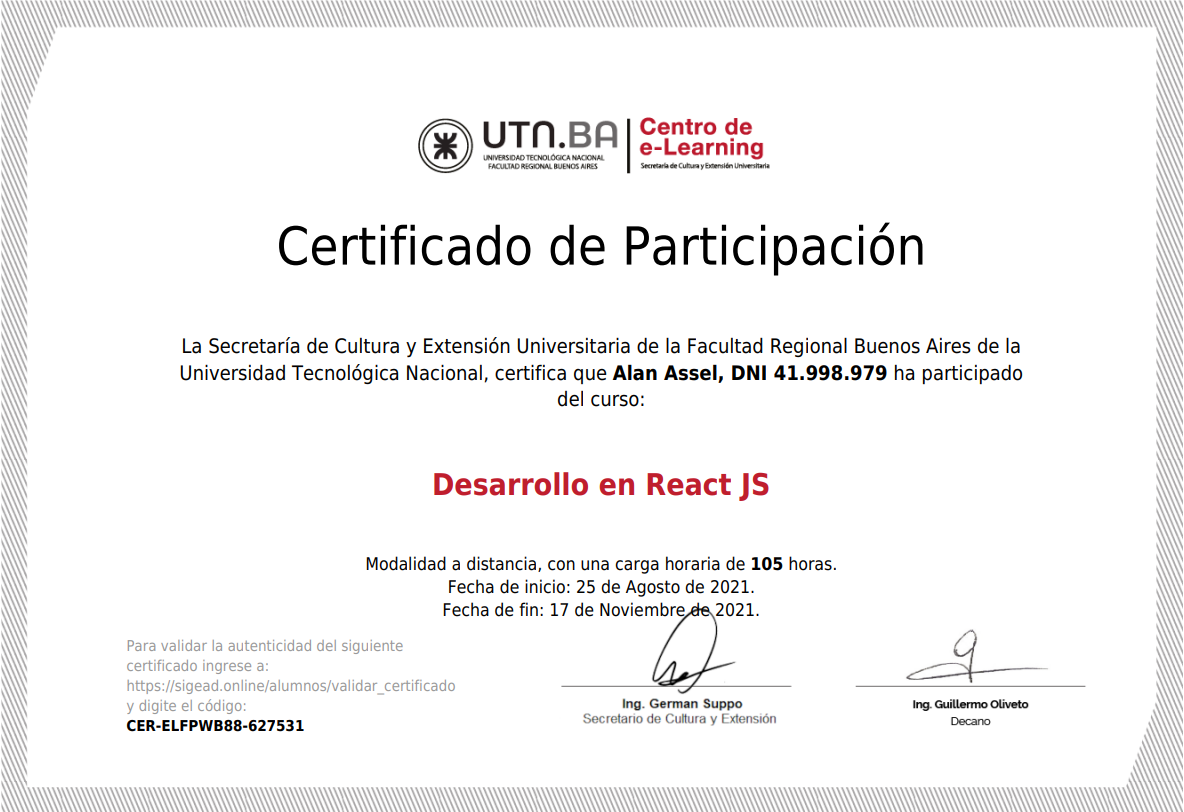 UTN.BA
UNIVERSIDAD TECNOLÓGICA NACIONAL
FACULTAD REGIONAL BUENOS AIRES
Centro de
e-Learning
Secretaría de Cultura y Extensión Universitaria
Certificado de Participación
La Secretaría de Cultura y Extensión Universitaria de la Facultad Regional Buenos Aires de la
Universidad Tecnológica Nacional, certifica que Alan Assel, DNI 41.998.979 ha participado
del curso:
Desarrollo en React JS
Modalidad a distancia, con una carga horaria de 105 horas.
Fecha de inicio: 25 de Agosto de 2021.
Fecha de fin: 17 de Noviembre de 2021.
Para validar la autenticidad del siguiente
certificado ingrese a:
https://sigead.online/alumnos/validar_certificado
y digite el código:
CER-ELFPWB88-627531
Ing. German Suppo
Secretario de Cultura y Extensión
Ing. Guillermo Oliveto
Decano